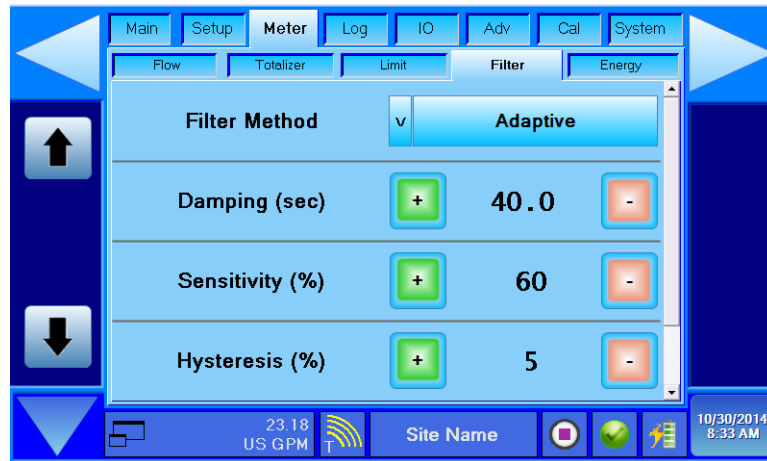 Main Setup Meter Log IO Adv Cal System
Flow Totalizer Limit Filter Energy
Filter Method v Adaptive
Damping (sec) + 40.0 -
Sensitivity (%) + 60 -
Hysteresis (%) + 5 -
23.18
US GPM
T
Site Name
10/30/2014
8:33 AM